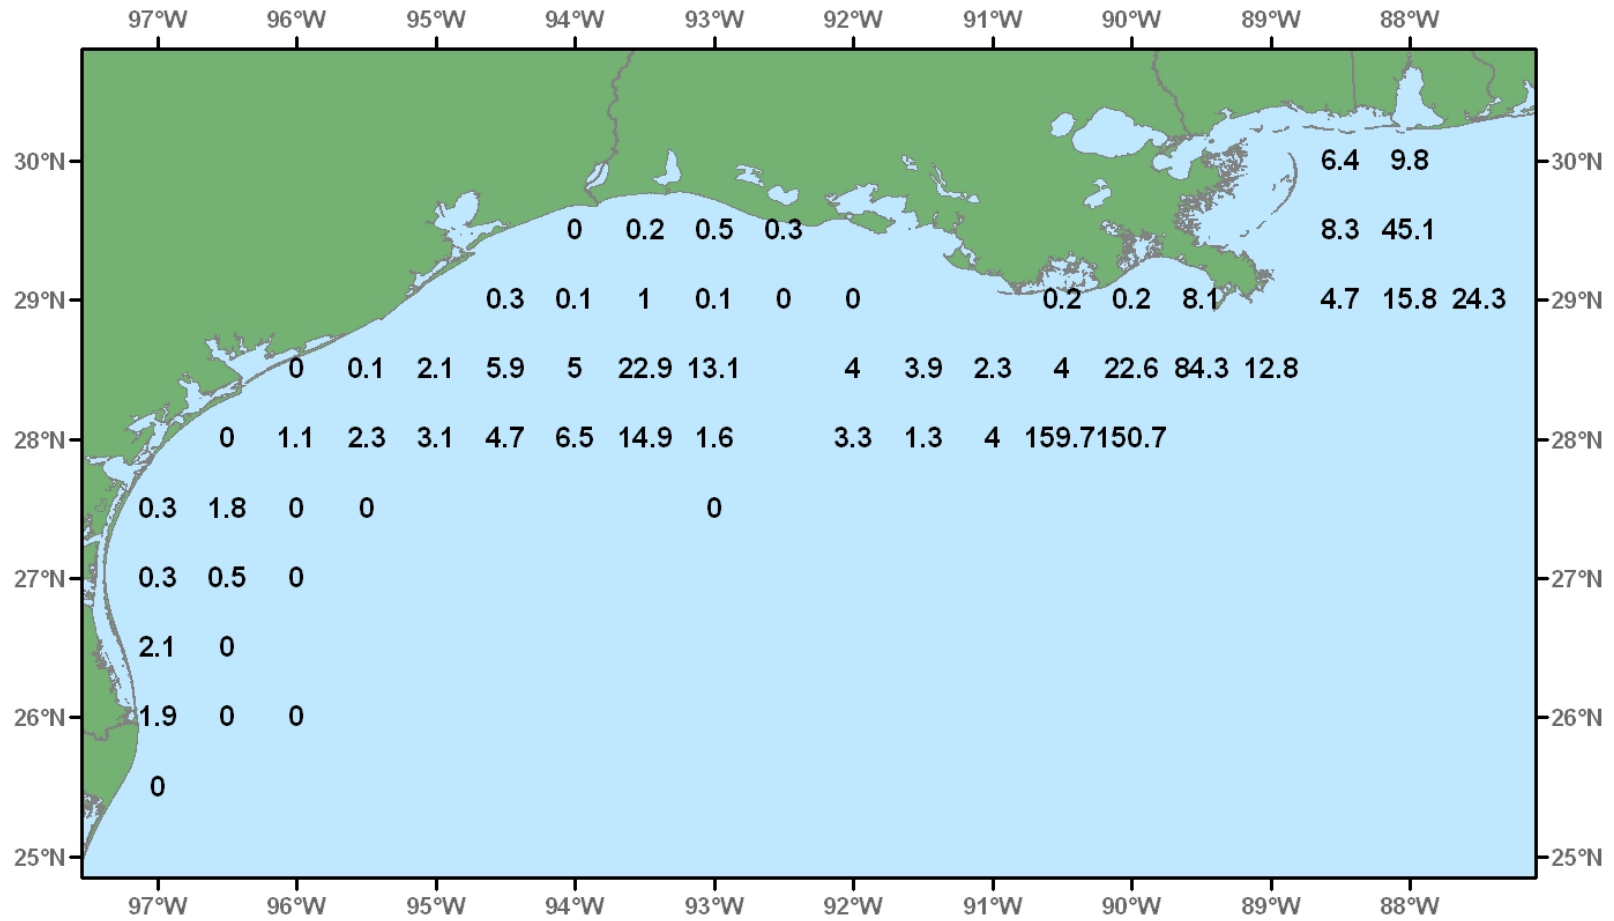 97°W 96°W 95°W 94°W 93°W 92°W 91°W 90°W 89°W 88°W
30°N 6.4 9.8 30°N
0 0.2 0.5 0.3 8.3 45.1
29°N 0.3 0.1 1 0.1 0 0 0.2 0.2 8.1 4.7 15.8 24.3 29°N
0 0.1 2.1 5.9 5 22.9 13.1 4 3.9 2.3 4 22.6 84.3 12.8
28°N 0 1.1 2.3 3.1 4.7 6.5 14.9 1.6 3.3 1.3 4 159.7 150.7 28°N
0.3 1.8 0 0 0
27°N 0.3 0.5 0 27°N
2.1 0
26°N 1.9 0 0 26°N
0
25°N 25°N
97°W 96°W 95°W 94°W 93°W 92°W 91°W 90°W 89°W 88°W